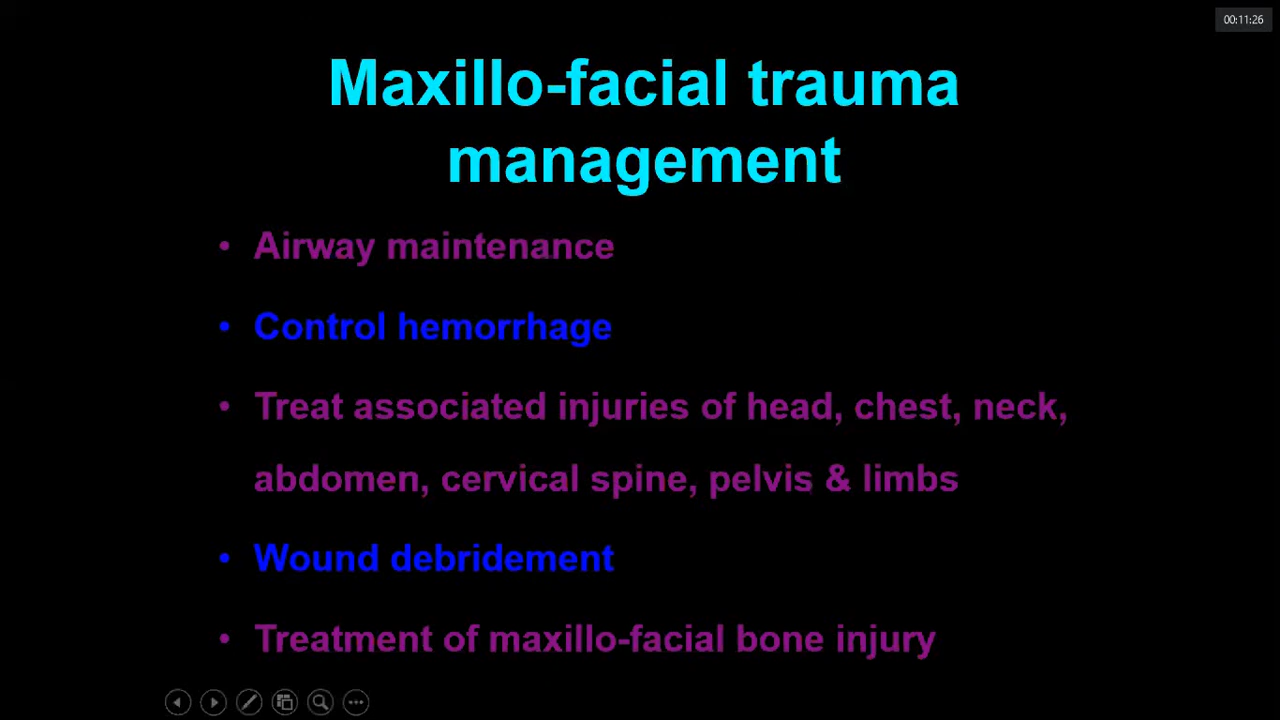 00:11:26
Maxillo-facial trauma
management
• Airway maintenance
• Control hemorrhage
• Treat associated injuries of head, chest, neck,
abdomen, cervical spine, pelvis & limbs
• Wound debridement
• Treatment of maxillo-facial bone injury